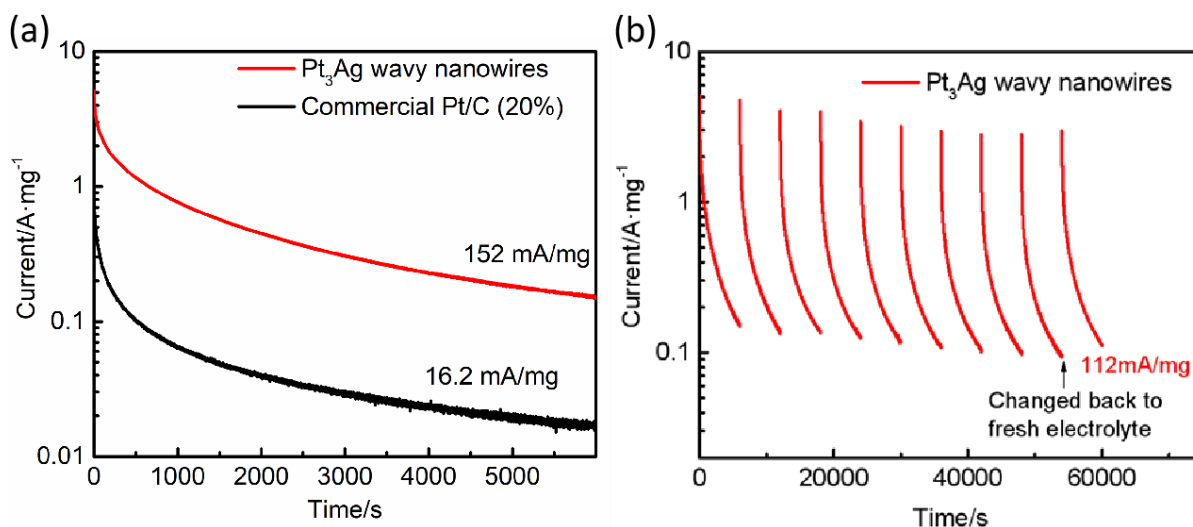 (a)
10
1
0.1
0.01
Current/A·mg⁻¹
Pt₃Ag wavy nanowires
Commercial Pt/C (20%)
152 mA/mg
16.2 mA/mg
0 1000 2000 3000 4000 5000
Time/s
(b)
10
1
0.1
Current/A·mg⁻¹
Pt₃Ag wavy nanowires
112mA/mg
Changed back to
fresh electrolyte
0 20000 40000 60000
Time/s